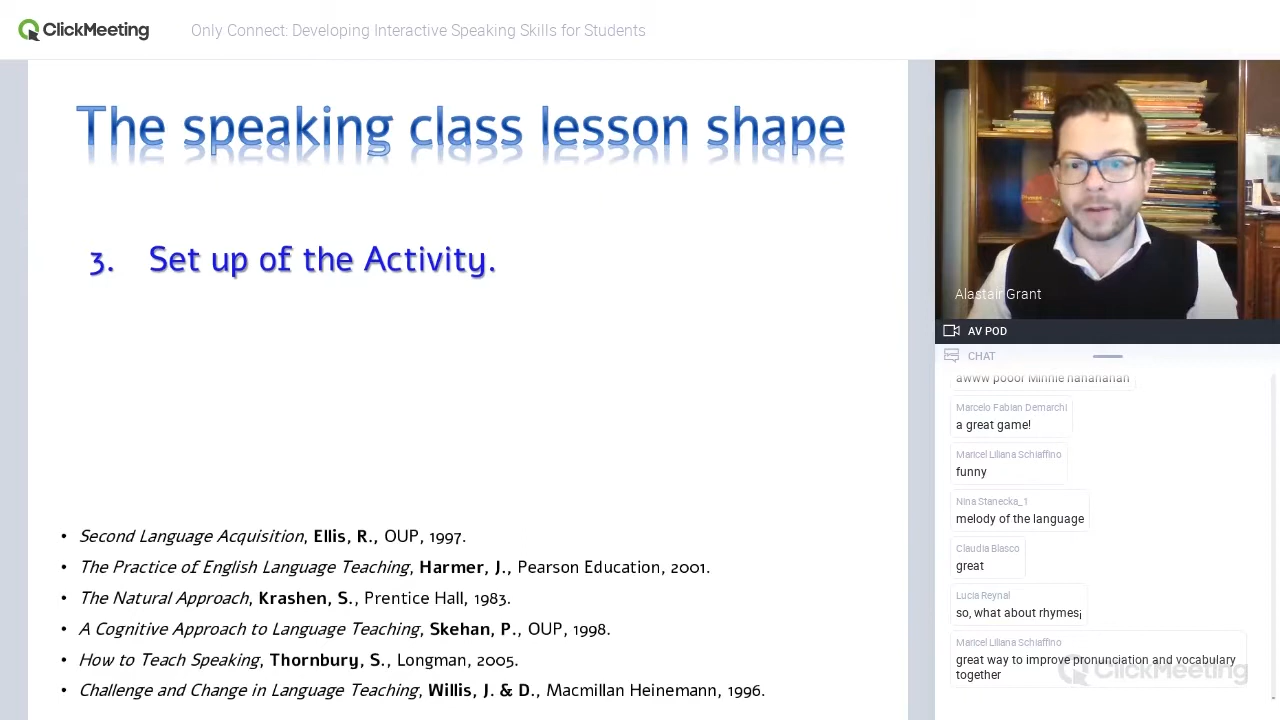 ClickMeeting
Only Connect: Developing Interactive Speaking Skills for Students
The speaking class lesson shape
3. Set up of the Activity.
• Second Language Acquisition, Ellis, R., OUP, 1997.
• The Practice of English Language Teaching, Harmer, J., Pearson Education, 2001.
• The Natural Approach, Krashen, S., Prentice Hall, 1983.
• A Cognitive Approach to Language Teaching, Skehan, P., OUP, 1998.
• How to Teach Speaking, Thornbury, S., Longman, 2005.
• Challenge and Change in Language Teaching, Willis, J. & D., Macmillan Heinemann, 1996.
Alastair Grant
AV POD
CHAT
awww pooor Minnie hahahahah
Marcelo Fabian Demarchi
a great game!
Maricel Liliana Schiaffino
funny
Nina Stanecka_1
melody of the language
Claudia Blasco
great
Lucia Reynal
so, what about rhymes¡
Maricel Liliana Schiaffino
great way to improve pronunciation and vocabulary
together
ClickMeeting